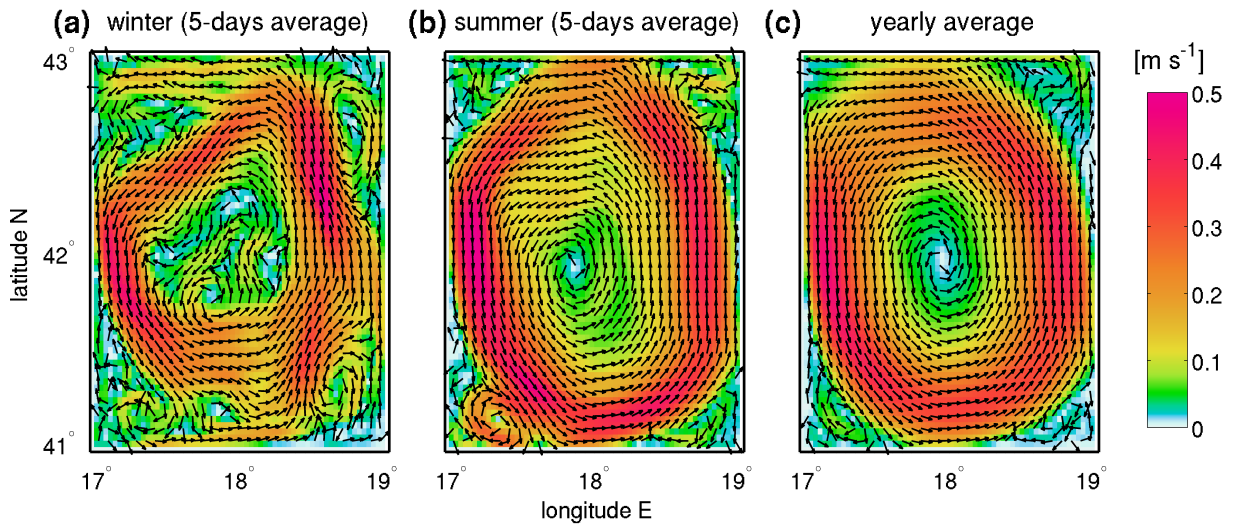 (a) winter (5-days average)
(b) summer (5-days average)
(c) yearly average
[m s⁻¹]
43°
42°
41°
latitude N
17° 18° 19°
17° 18° 19°
17° 18° 19°
longitude E
0.5
0.4
0.3
0.2
0.1
0